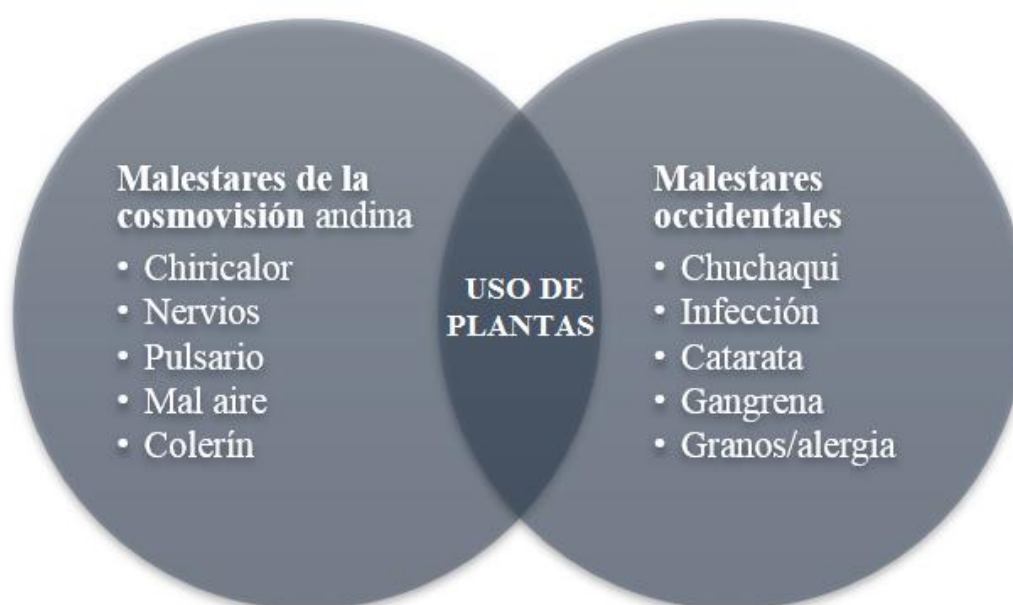 Malestares de la
cosmovisión andina
• Chiricalor
• Nervios
• Pulsario
• Mal aire
• Colerín
USO DE
PLANTAS
Malestares
occidentales
• Chuchaqui
• Infección
• Catarata
• Gangrena
• Granos/alergia